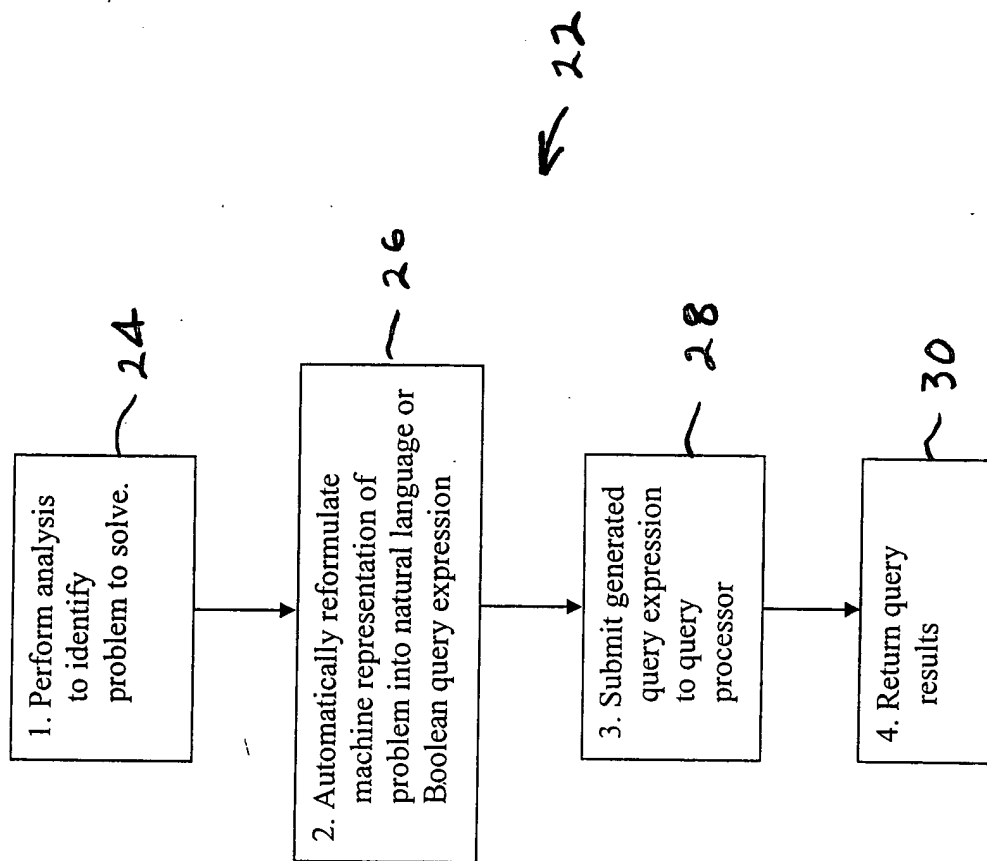 1. Perform analysis
to identify
problem to solve.
24
2. Automatically reformulate
machine representation of
problem into natural language or
Boolean query expression
26
22
3. Submit generated
query expression
to query
processor
28
4. Return query
results
30